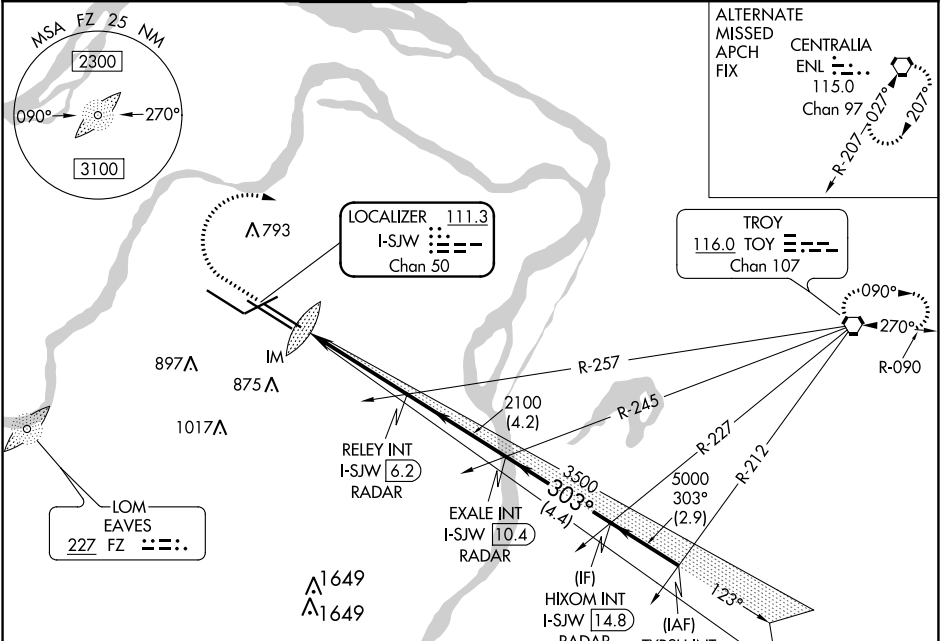 MSA FZ 25 NM
2300
090°
270°
3100
ALTERNATE
MISSED
APCH
FIX
CENTRALIA
ENL
115.0
Chan 97
027°
207°
R-207
793
LOCALIZER 111.3
I-SJW
Chan 50
TROY
116.0 TOY
Chan 107
090°
270°
R-090
IM
897
875
1017
R-257
R-245
R-227
R-212
2100
(4.2)
RELEY INT
I-SJW 6.2
RADAR
3500
303°
(4.4)
5000
303°
(2.9)
EXALE INT
I-SJW 10.4
RADAR
LOM
EAVES
227 FZ
1649
1649
(IF)
HIXOM INT
I-SJW 14.8
RADAR
123°
(IAF)